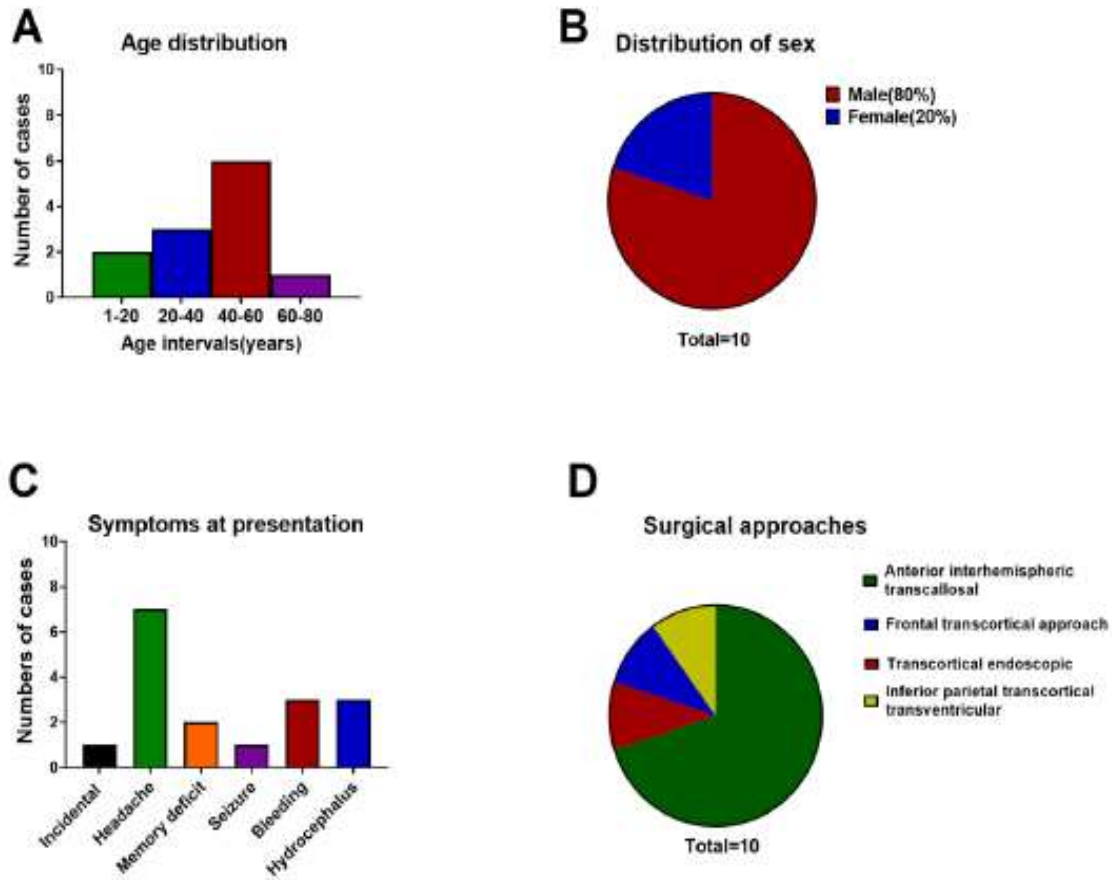 A
Age distribution
Number of cases
10
8
6
4
2
0
1-20 20-40 40-60 60-80
Age intervals(years)
B
Distribution of sex
Male(80%)
Female(20%)
Total=10
C
Symptoms at presentation
Numbers of cases
10
8
6
4
2
0
Incidental
Headache
Memory deficit
Seizure
Bleeding
Hydrocephalus
D
Surgical approaches
Anterior interhemispheric
transcallosal
Frontal transcortical approach
Transcortical endoscopic
Inferior parietal transcortical
transventricular
Total=10